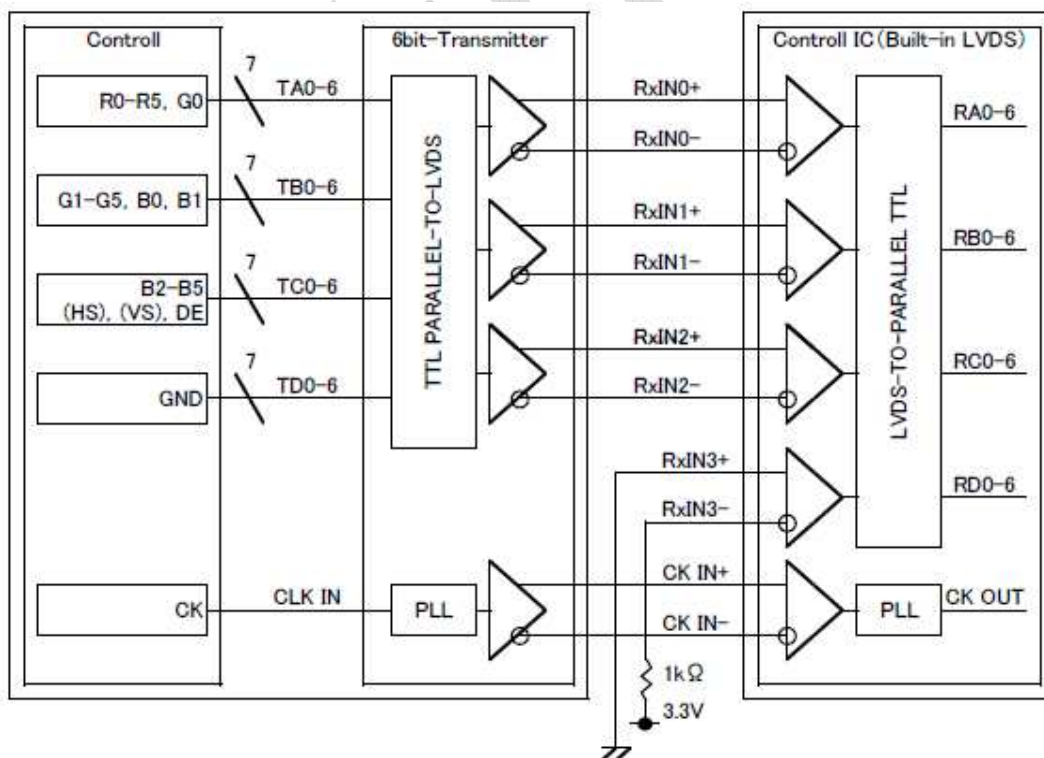 Controll
6bit-Transmitter
Controll IC(Built-in LVDS)
R0-R5, G0
7
TA0-6
RxIN0+
RxIN0-
RA0-6
G1-G5, B0, B1
7
TB0-6
RxIN1+
RxIN1-
RB0-6
B2-B5
(HS), (VS), DE
7
TC0-6
RxIN2+
RxIN2-
RC0-6
GND
7
TD0-6
RxIN3+
RxIN3-
RD0-6
TTL PARALLEL-TO-LVDS
LVDS-TO-PARALLEL TTL
CK
CLK IN
PLL
CK IN+
CK IN-
PLL
CK OUT
1kΩ
3.3V